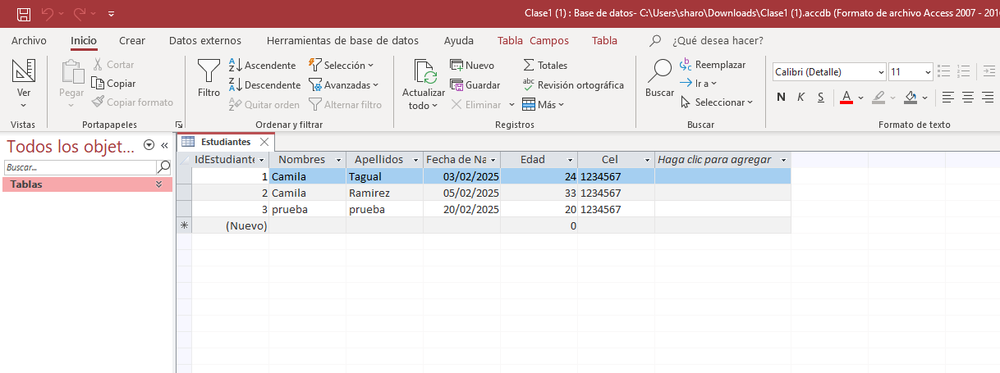 Clase1 (1) : Base de datos- C:\Users\sharo\Downloads\Clase1 (1).accdb (Formato de archivo Access 2007 - 201
Archivo Inicio Crear Datos externos Herramientas de base de datos Ayuda Tabla Campos Tabla ¿Qué desea hacer?
Ver
Vistas
Pegar
Cortar
Copiar
Copiar formato
Portapapeles
Filtro
Ascendente
Descendente
Quitar orden
Selección
Avanzadas
Alternar filtro
Ordenar y filtrar
Actualizar
todo
Nuevo
Guardar
Eliminar
Totales
Revisión ortográfica
Más
Registros
Buscar
Reemplazar
Ir a
Seleccionar
Buscar
Calibri (Detalle) 11
N K S A
Formato de texto
Todos los objet...
Buscar...
Tablas
Estudiantes
IdEstudiante Nombres Apellidos Fecha de Na Edad Cel Haga clic para agregar
1 Camila Tagual 03/02/2025 24 1234567
2 Camila Ramirez 05/02/2025 33 1234567
3 prueba prueba 20/02/2025 20 1234567
(Nuevo) 0